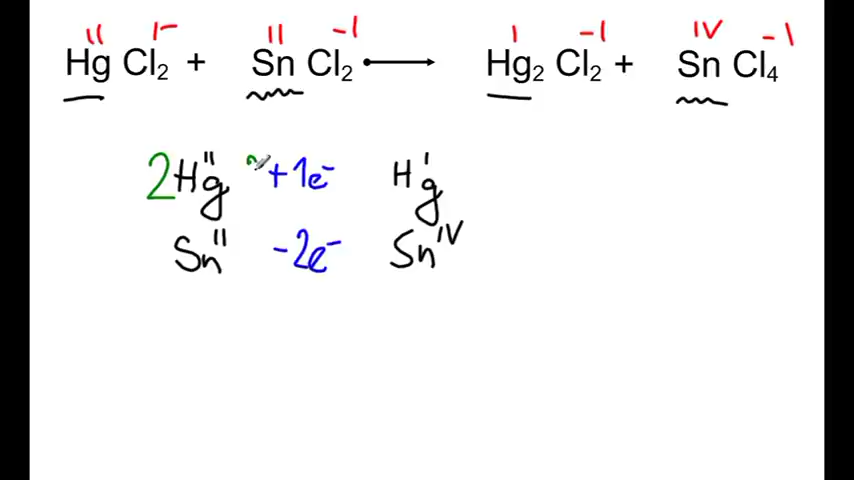 II I- II -I I -I IV -I
HgCl₂ + SnCl₂ ⟶ Hg₂Cl₂ + SnCl₄
2Hg^II +1e⁻ Hg^I
Sn^II -2e⁻ Sn^IV